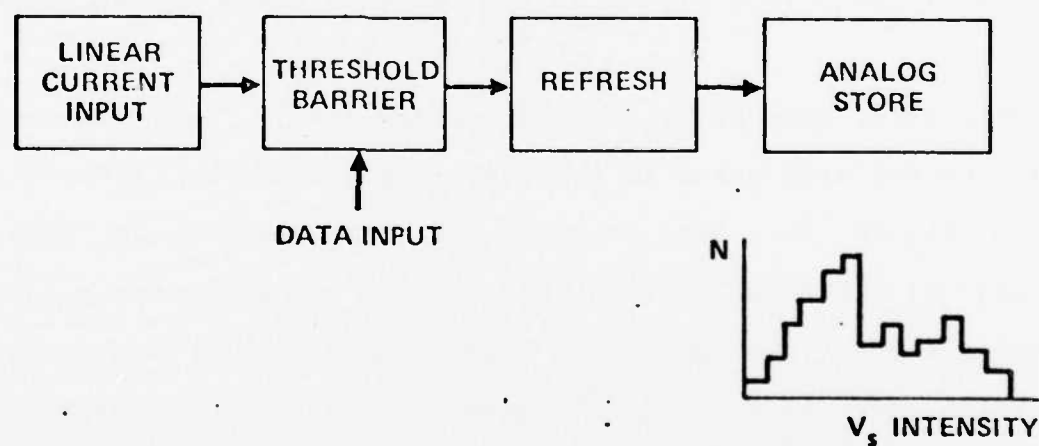 LINEAR
CURRENT
INPUT
THRESHOLD
BARRIER
REFRESH
ANALOG
STORE
DATA INPUT
N
Vs INTENSITY